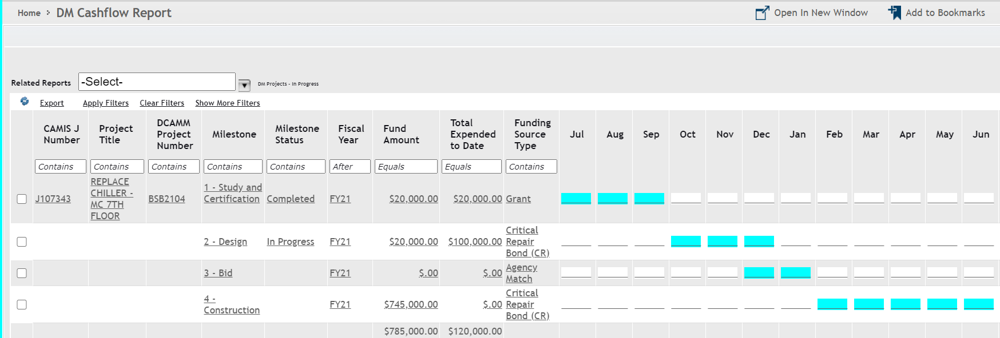 Home › DM Cashflow Report
Open In New Window
Add to Bookmarks
Related Reports -Select- DM Projects - In Progress
Export Apply Filters Clear Filters Show More Filters
CAMIS J Number
Project Title
DCAMM Project Number
Milestone
Milestone Status
Fiscal Year
Fund Amount
Total Expended to Date
Funding Source Type
Jul Aug Sep Oct Nov Dec Jan Feb Mar Apr May Jun
Contains Contains Contains Contains Contains After Equals Equals Contains
J107343 REPLACE CHILLER - MC 7TH FLOOR BSB2104 1 - Study and Certification Completed FY21 $20,000.00 $20,000.00 Grant
2 - Design In Progress FY21 $20,000.00 $100,000.00 Critical Repair Bond (CR)
3 - Bid FY21 $.00 $.00 Agency Match
4 - Construction FY21 $745,000.00 $.00 Critical Repair Bond (CR)
$785,000.00 $120,000.00